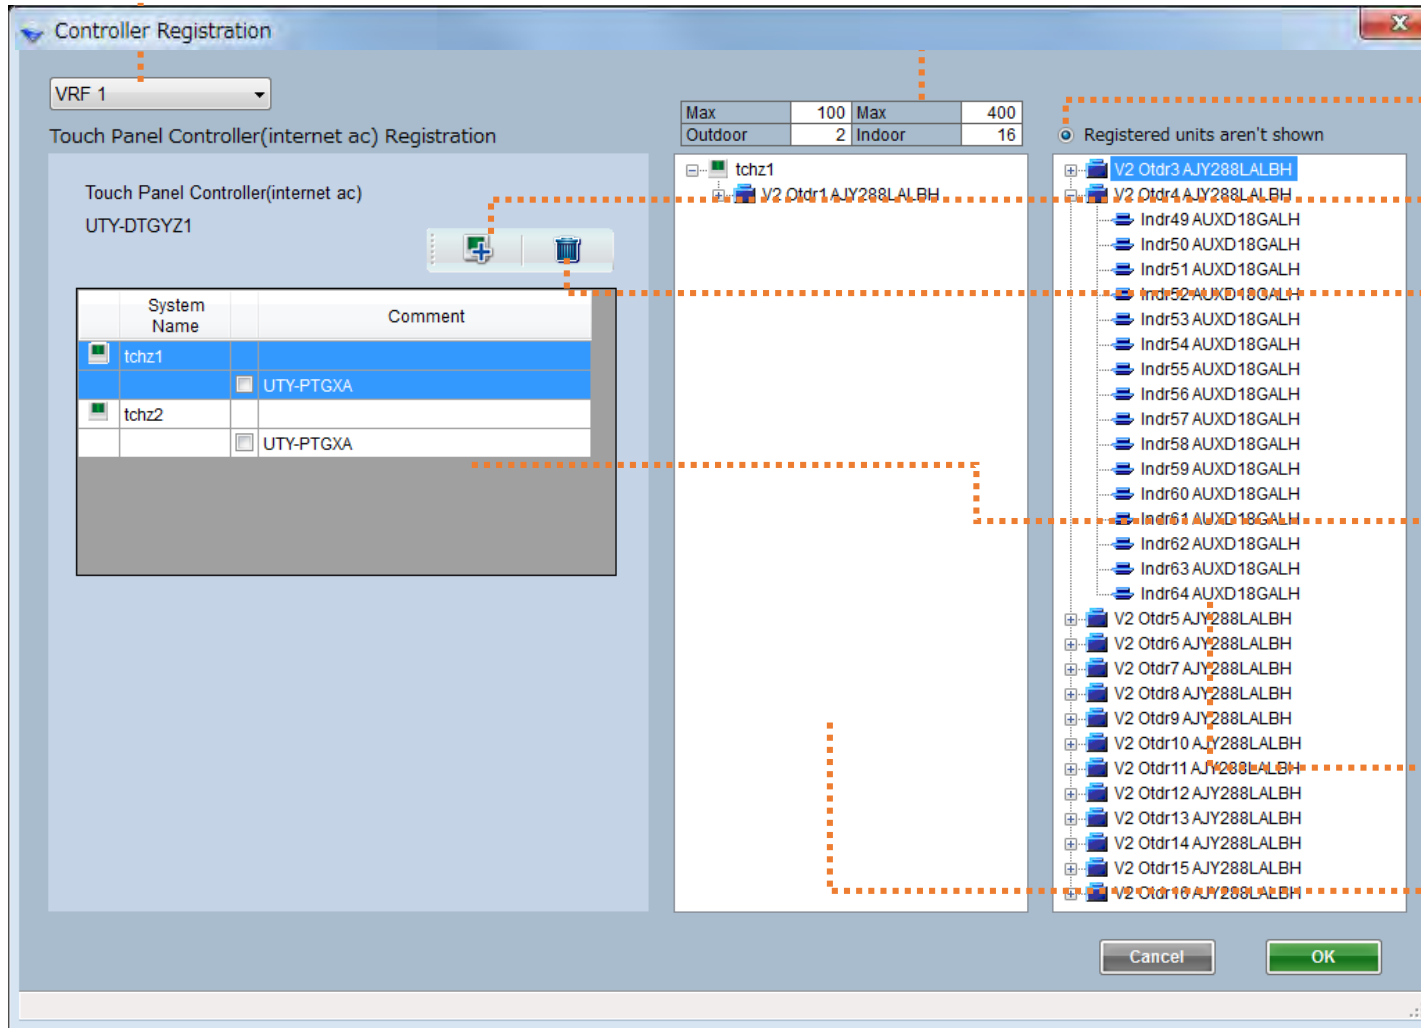 Controller Registration
VRF 1
Touch Panel Controller(internet ac) Registration
Touch Panel Controller(internet ac)
UTY-DTGYZ1
System Name Comment
tchz1
UTY-PTGXA
tchz2
UTY-PTGXA
Max 100 Max 400
Outdoor 2 Indoor 16
tchz1
V2 Otdr1 AJY288LALBH
Registered units aren't shown
V2 Otdr3 AJY288LALBH
V2 Otdr4 AJY288LALBH
Indr49 AUXD18GALH
Indr50 AUXD18GALH
Indr51 AUXD18GALH
Indr52 AUXD18GALH
Indr53 AUXD18GALH
Indr54 AUXD18GALH
Indr55 AUXD18GALH
Indr56 AUXD18GALH
Indr57 AUXD18GALH
Indr58 AUXD18GALH
Indr59 AUXD18GALH
Indr60 AUXD18GALH
Indr61 AUXD18GALH
Indr62 AUXD18GALH
Indr63 AUXD18GALH
Indr64 AUXD18GALH
V2 Otdr5 AJY288LALBH
V2 Otdr6 AJY288LALBH
V2 Otdr7 AJY288LALBH
V2 Otdr8 AJY288LALBH
V2 Otdr9 AJY288LALBH
V2 Otdr10 AJY288LALBH
V2 Otdr11 AJY288LALBH
V2 Otdr12 AJY288LALBH
V2 Otdr13 AJY288LALBH
V2 Otdr14 AJY288LALBH
V2 Otdr15 AJY288LALBH
V2 Otdr16 AJY288LALBH
Cancel OK